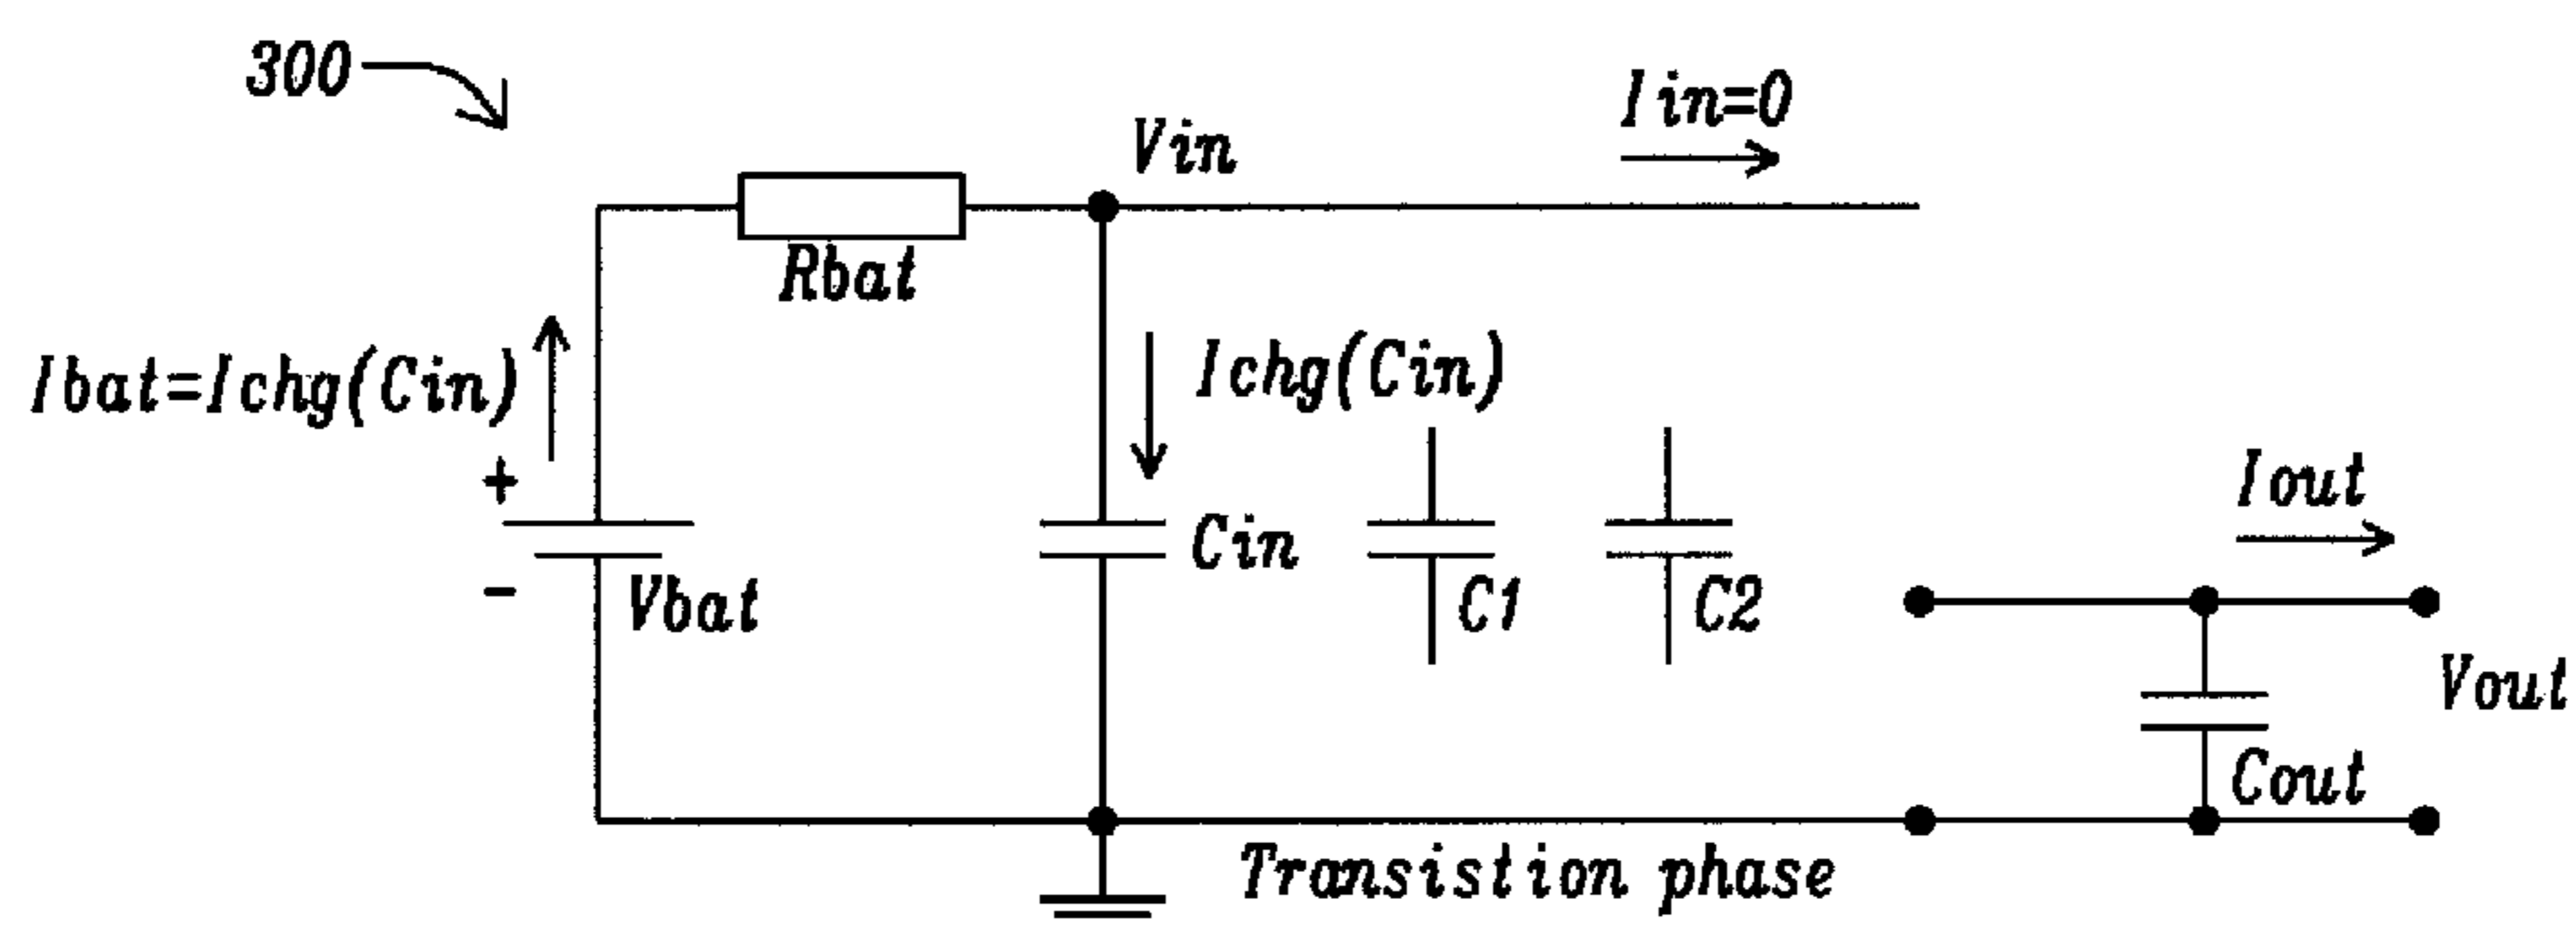 300
Iin=0
Vin
Rbat
Ibat=Ichg(Cin)
Ichg(Cin)
+
Iout
Cin
-
Vbat
C1
C2
Vout
Cout
Transistion phase